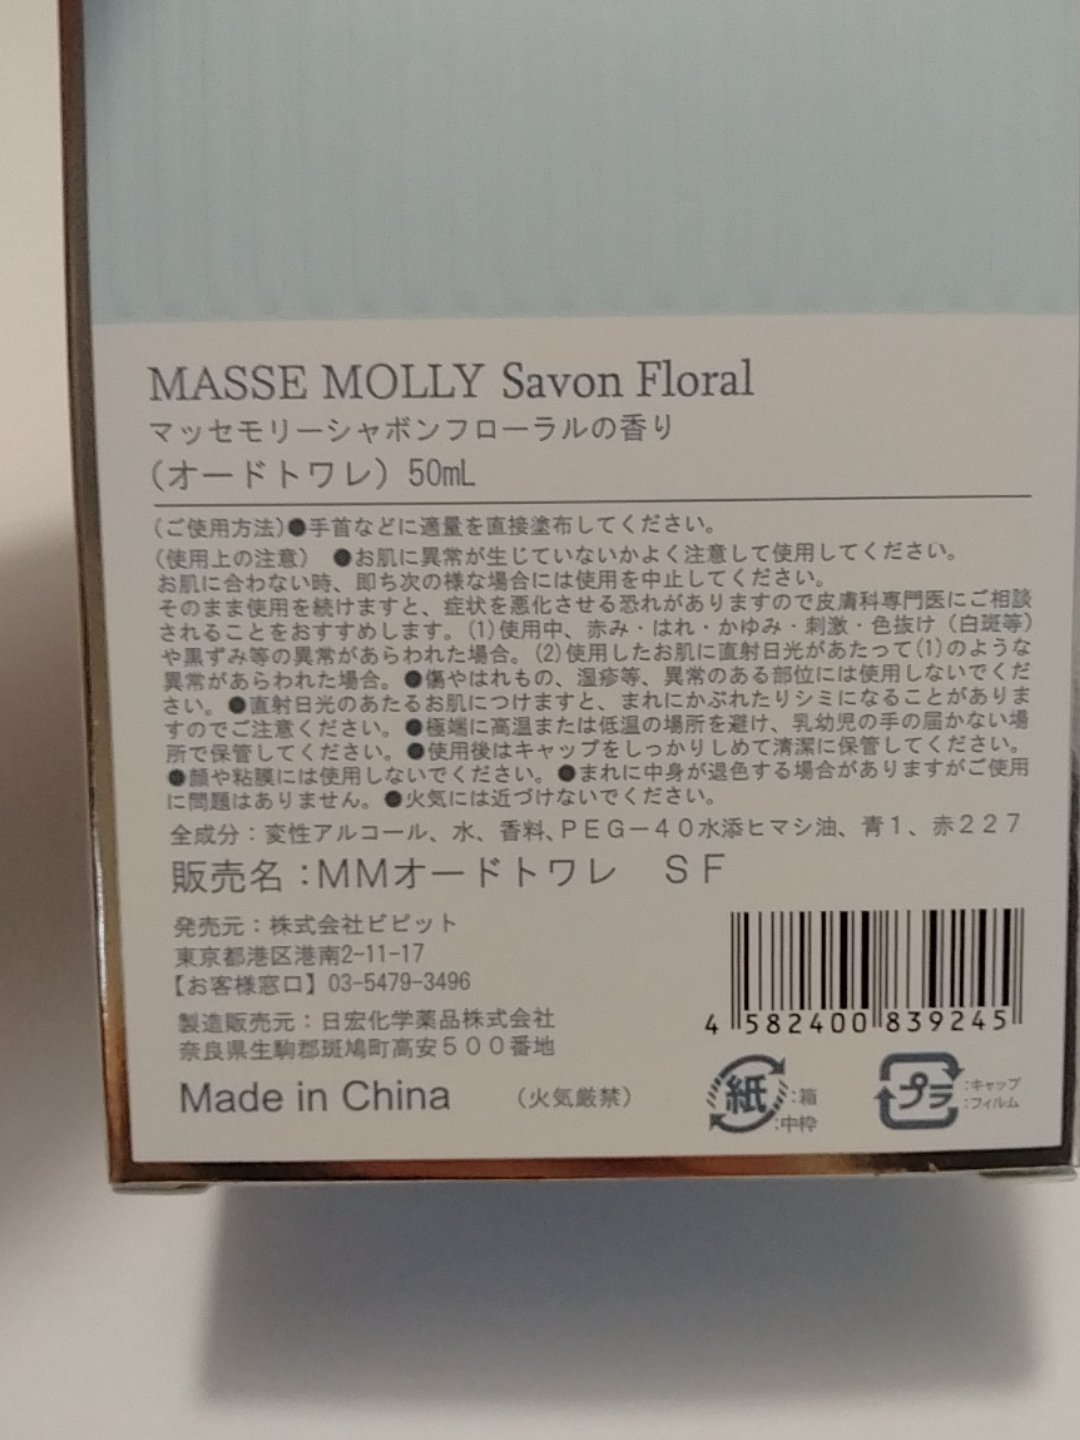 MASSE MOLLY Savon Floral
マッセモリーシャボンフローラルの香り
(オードトワレ) 50mL
(ご使用方法)●手首などに適量を直接塗布してください。
(使用上の注意) ●お肌に異常が生じていないかよく注意して使用してください。
お肌に合わない時、即ち次の様な場合には使用を中止してください。
そのまま使用を続けますと、症状を悪化させる恐れがありますので皮膚科専門医にご相談
されることをおすすめします。(1)使用中、赤み・はれ・かゆみ・刺激・色抜け (白斑等)
や黒ずみ等の異常があらわれた場合。(2)使用したお肌に直射日光があたって(1)のような
異常があらわれた場合。●傷やはれもの、湿疹等、異常のある部位には使用しないでくだ
さい。●直射日光のあたるお肌につけますと、まれにかぶれたりシミになることがありま
すのでご注意ください。●極端に高温または低温の場所を避け、乳幼児の手の届かない場
所で保管してください。●使用後はキャップをしっかりしめて清潔に保管してください。
●顔や粘膜には使用しないでください。●まれに中身が退色する場合がありますがご使用
に問題はありません。●火気には近づけないでください。
全成分：変性アルコール、水、香料、PEG－40水添ヒマシ油、青1、赤227
販売名：MMオードトワレ SF
発売元：株式会社ビピット
東京都港区港南2-11-17
【お客様窓口】03-5479-3496
製造販売元：日宏化学薬品株式会社
奈良県生駒郡斑鳩町高安500番地
Made in China (火気厳禁)
4 582400 839245
紙 :箱
:中枠
プラ :キャップ
:フィルム